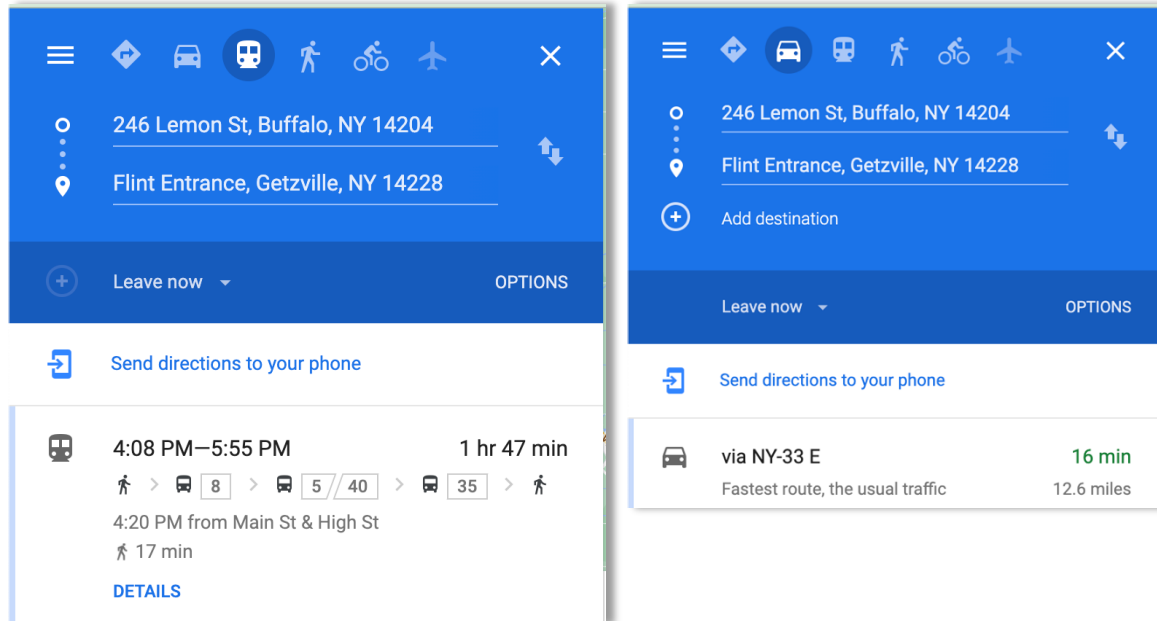 246 Lemon St, Buffalo, NY 14204
Flint Entrance, Getzville, NY 14228
Leave now
OPTIONS
Send directions to your phone
4:08 PM—5:55 PM
1 hr 47 min
8
5
40
35
4:20 PM from Main St & High St
17 min
DETAILS
246 Lemon St, Buffalo, NY 14204
Flint Entrance, Getzville, NY 14228
Add destination
Leave now
OPTIONS
Send directions to your phone
via NY-33 E
16 min
Fastest route, the usual traffic
12.6 miles